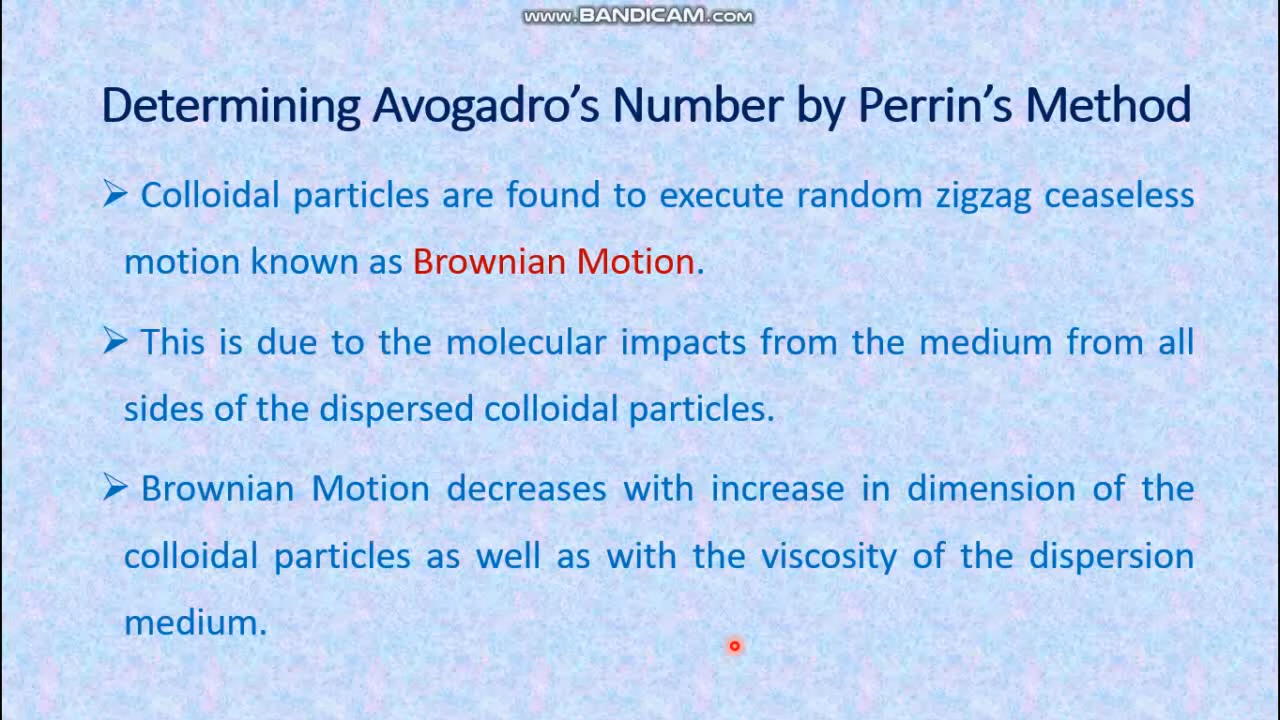 www.BANDICAM.com
Determining Avogadro's Number by Perrin's Method
➢ Colloidal particles are found to execute random zigzag ceaseless
motion known as Brownian Motion.
➢ This is due to the molecular impacts from the medium from all
sides of the dispersed colloidal particles.
➢ Brownian Motion decreases with increase in dimension of the
colloidal particles as well as with the viscosity of the dispersion
medium.